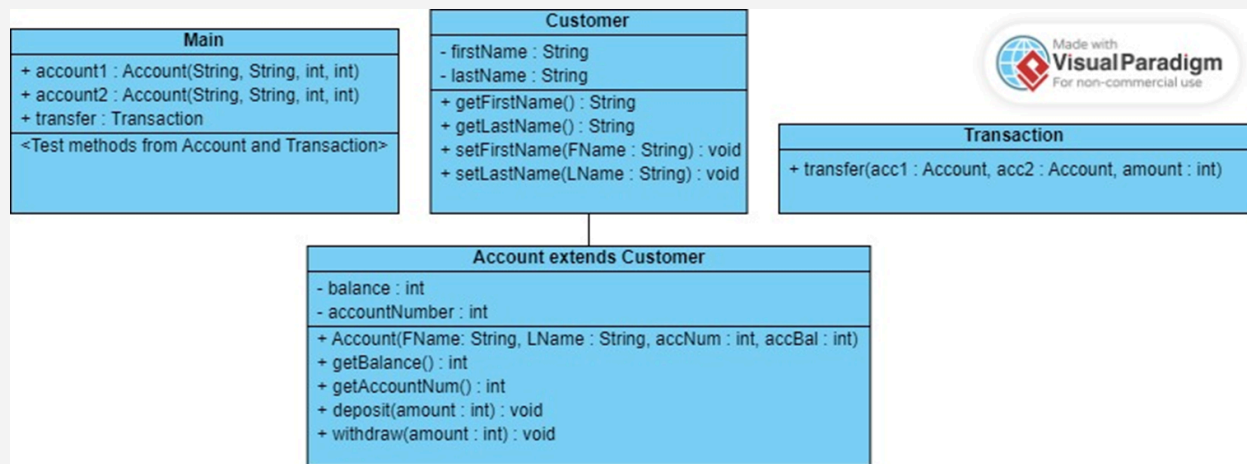 Main
+ account1 : Account(String, String, int, int)
+ account2 : Account(String, String, int, int)
+ transfer : Transaction
<Test methods from Account and Transaction>
Customer
- firstName : String
- lastName : String
+ getFirstName() : String
+ getLastName() : String
+ setFirstName(FName : String) : void
+ setLastName(LName : String) : void
Made with
VisualParadigm
For non-commercial use
Transaction
+ transfer(acc1 : Account, acc2 : Account, amount : int)
Account extends Customer
- balance : int
- accountNumber : int
+ Account(FName: String, LName : String, accNum : int, accBal : int)
+ getBalance() : int
+ getAccountNum() : int
+ deposit(amount : int) : void
+ withdraw(amount : int) : void